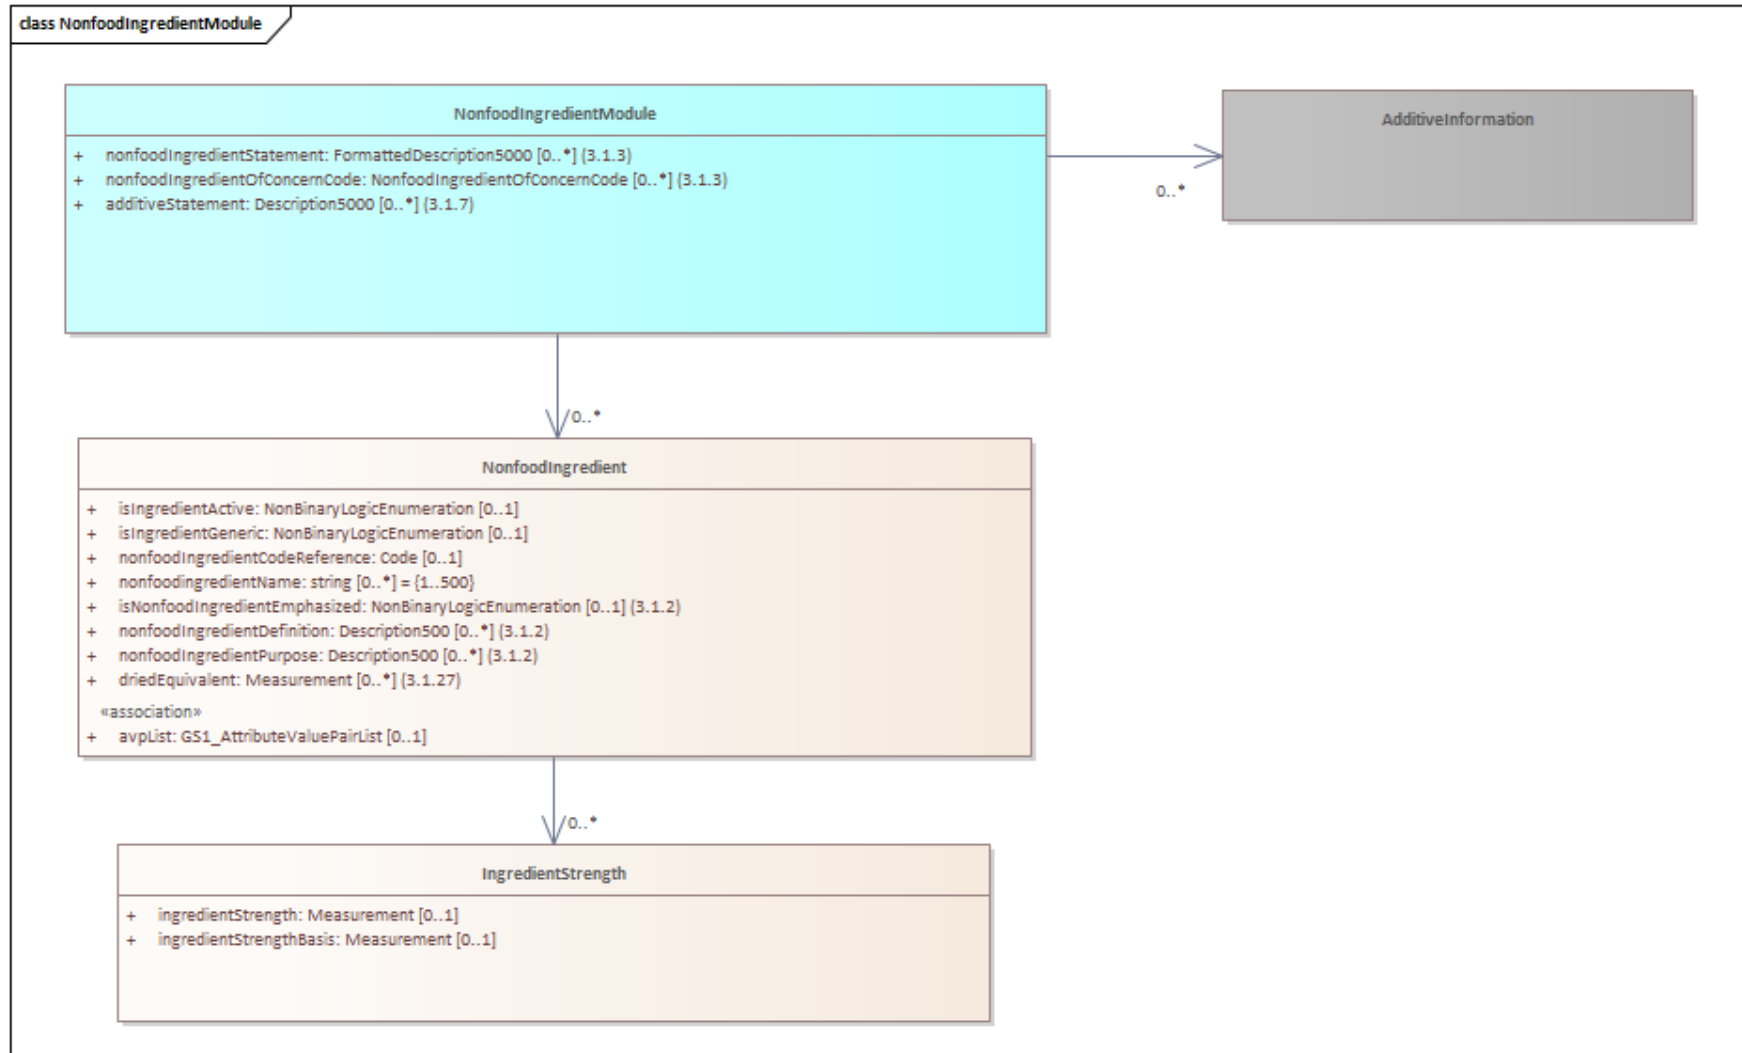 class NonfoodIngredientModule
NonfoodIngredientModule
+ nonfoodIngredientStatement: FormattedDescription5000 [0..*] {3.1.3}
+ nonfoodIngredientOfConcernCode: NonfoodIngredientOfConcernCode [0..*] {3.1.3}
+ additiveStatement: Description5000 [0..*] {3.1.7}
AdditiveInformation
0..*
0..*
NonfoodIngredient
+ isIngredientActive: NonBinaryLogicEnumeration [0..1]
+ isIngredientGeneric: NonBinaryLogicEnumeration [0..1]
+ nonfoodIngredientCodeReference: Code [0..1]
+ nonfoodingredientName: string [0..*] = {1..500}
+ isNonfoodIngredientEmphasized: NonBinaryLogicEnumeration [0..1] {3.1.2}
+ nonfoodIngredientDefinition: Description500 [0..*] {3.1.2}
+ nonfoodIngredientPurpose: Description500 [0..*] {3.1.2}
+ driedEquivalent: Measurement [0..*] {3.1.27}
«association»
+ avpList: GS1_AttributeValuePairList [0..1]
0..*
IngredientStrength
+ ingredientStrength: Measurement [0..1]
+ ingredientStrengthBasis: Measurement [0..1]